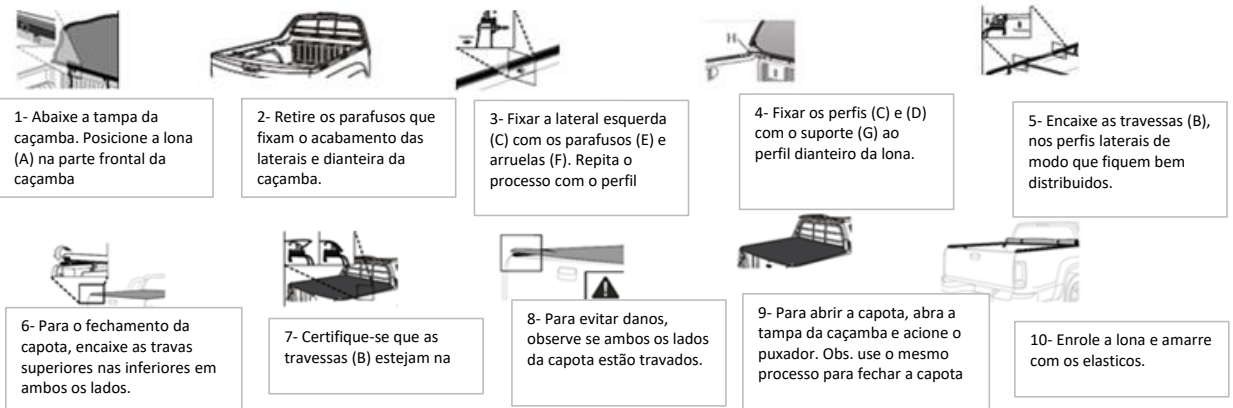 1- Abaixe a tampa da
caçamba. Posicione a lona
(A) na parte frontal da
caçamba
2- Retire os parafusos que
fixam o acabamento das
laterais e dianteira da
caçamba.
3- Fixar a lateral esquerda
(C) com os parafusos (E) e
arruelas (F). Repita o
processo com o perfil
H
4- Fixar os perfis (C) e (D)
com o suporte (G) ao
perfil dianteiro da lona.
5- Encaixe as travessas (B),
nos perfis laterais de
modo que fiquem bem
distribuidos.
6- Para o fechamento da
capota, encaixe as travas
superiores nas inferiores em
ambos os lados.
7- Certifique-se que as
travessas (B) estejam na
8- Para evitar danos,
observe se ambos os lados
da capota estão travados.
9- Para abrir a capota, abra a
tampa da caçamba e acione o
puxador. Obs. use o mesmo
processo para fechar a capota
10- Enrole a lona e amarre
com os elasticos.